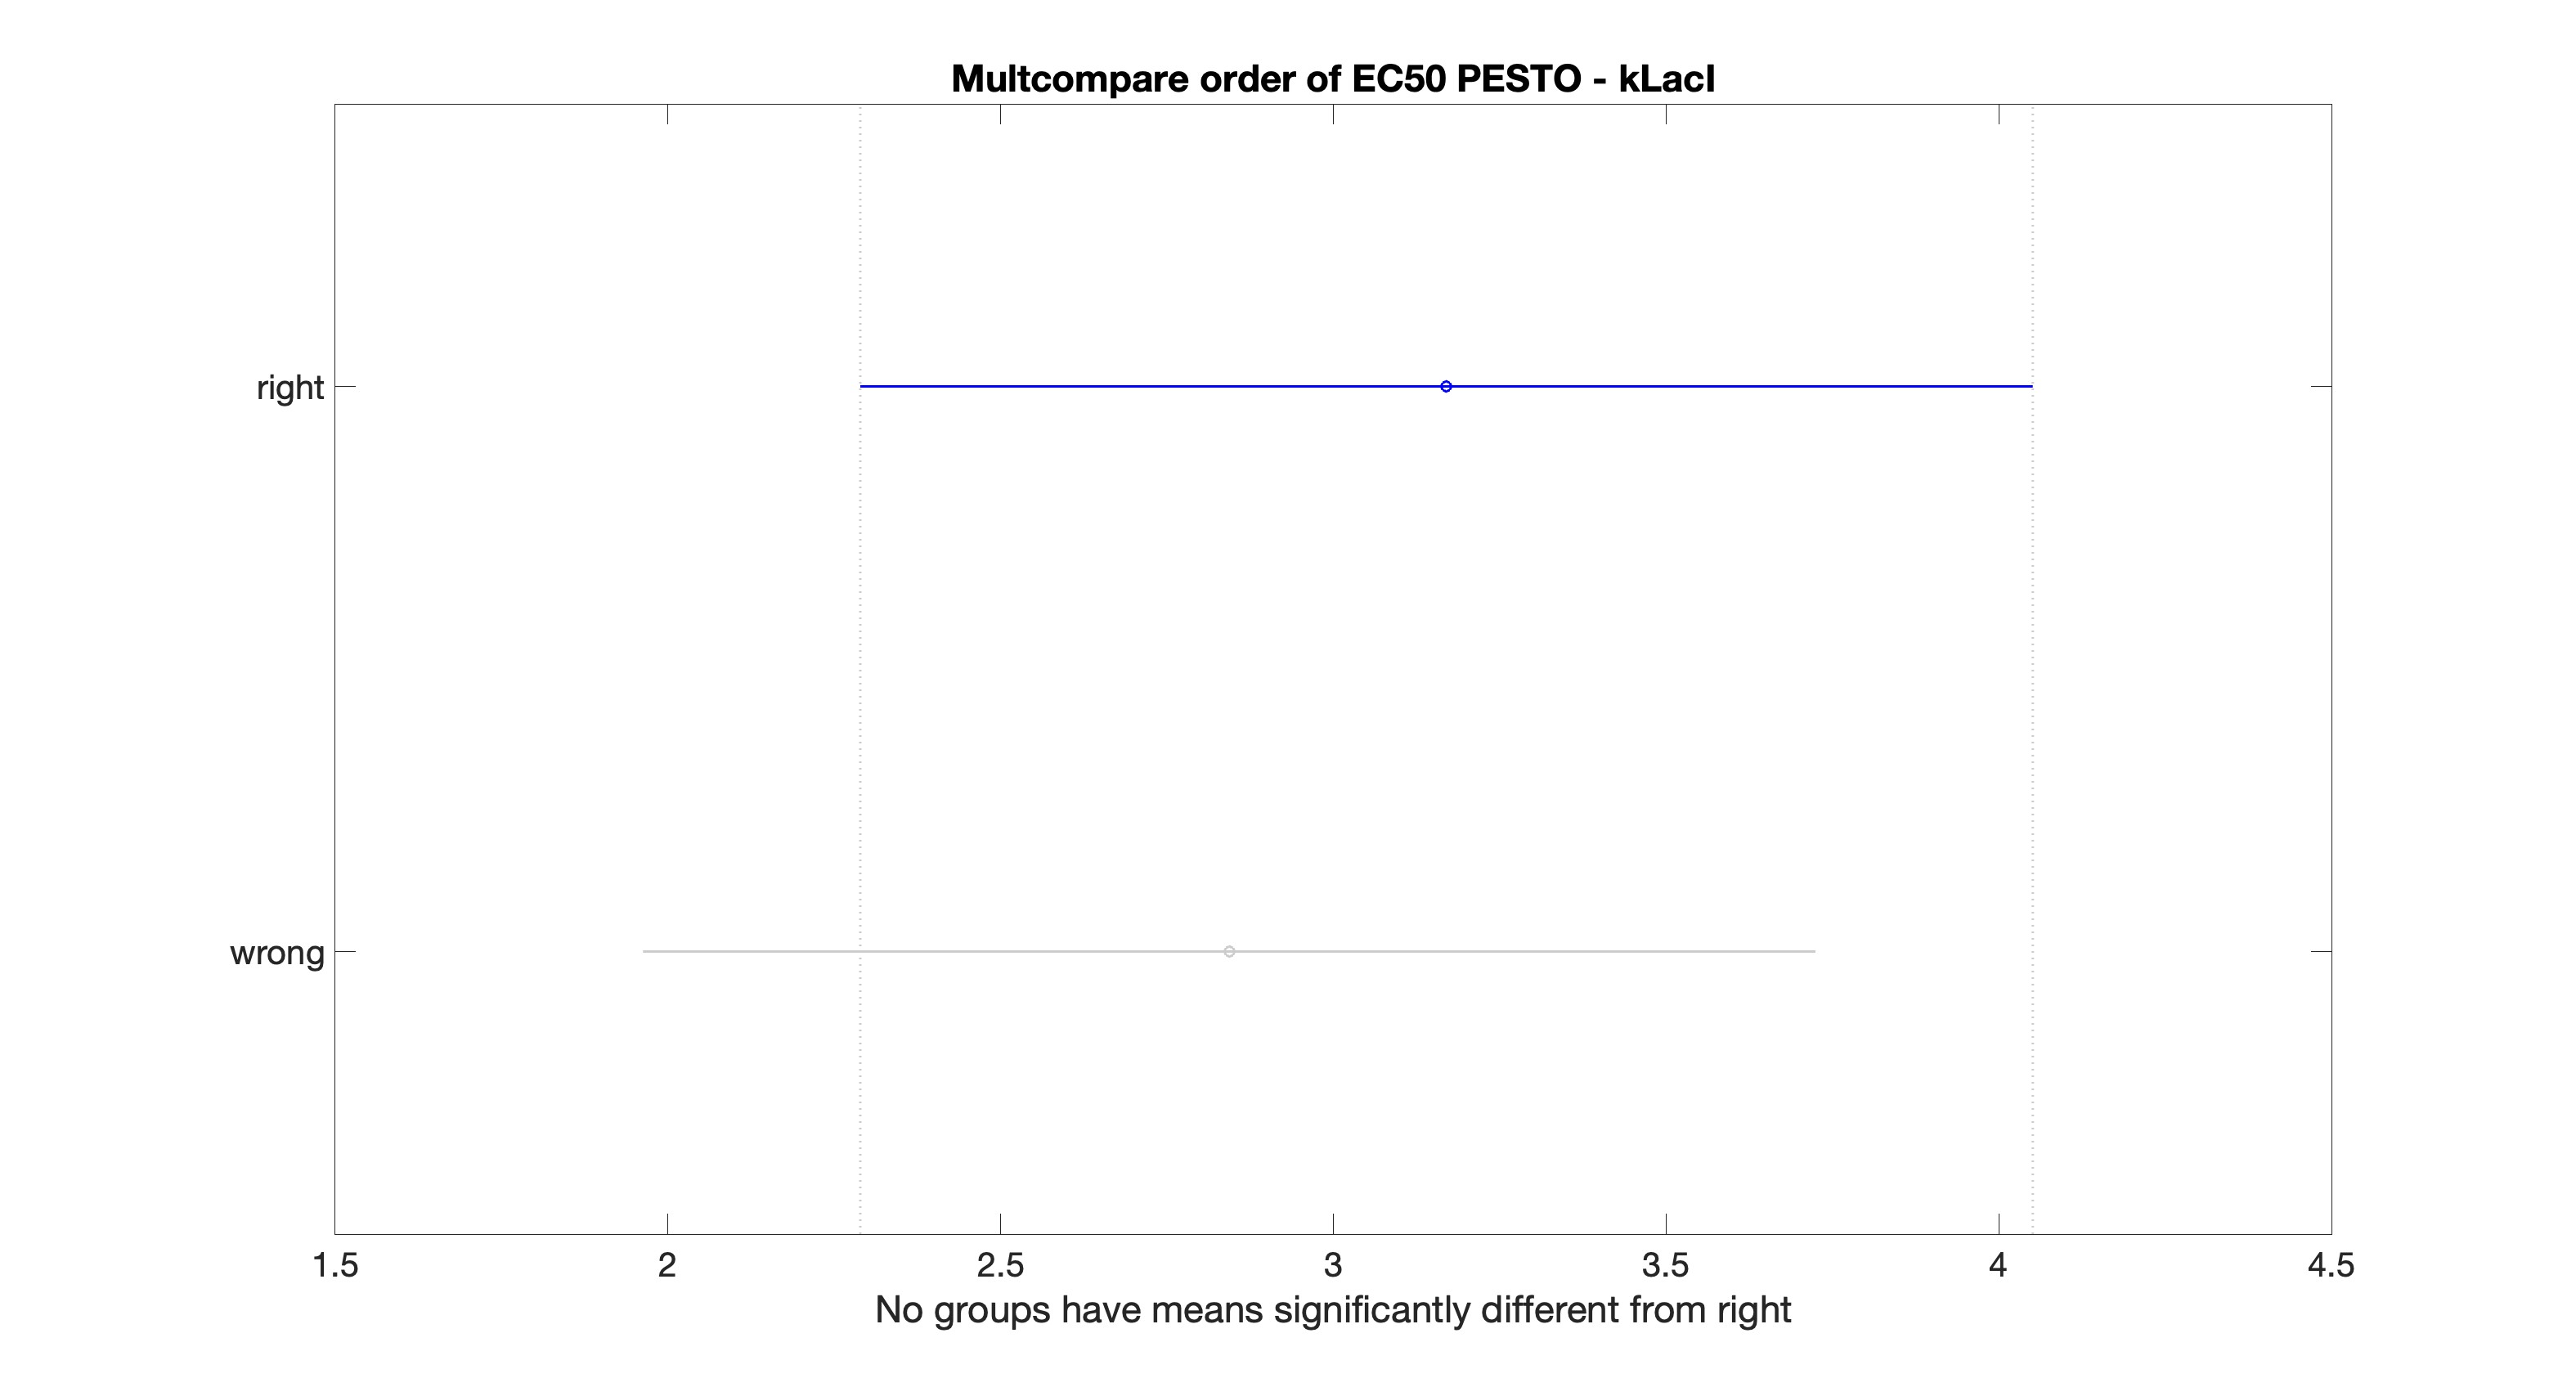 Multcompare order of EC50 PESTO - kLacI
right
wrong
1.5 2 2.5 3 3.5 4 4.5
No groups have means significantly different from right